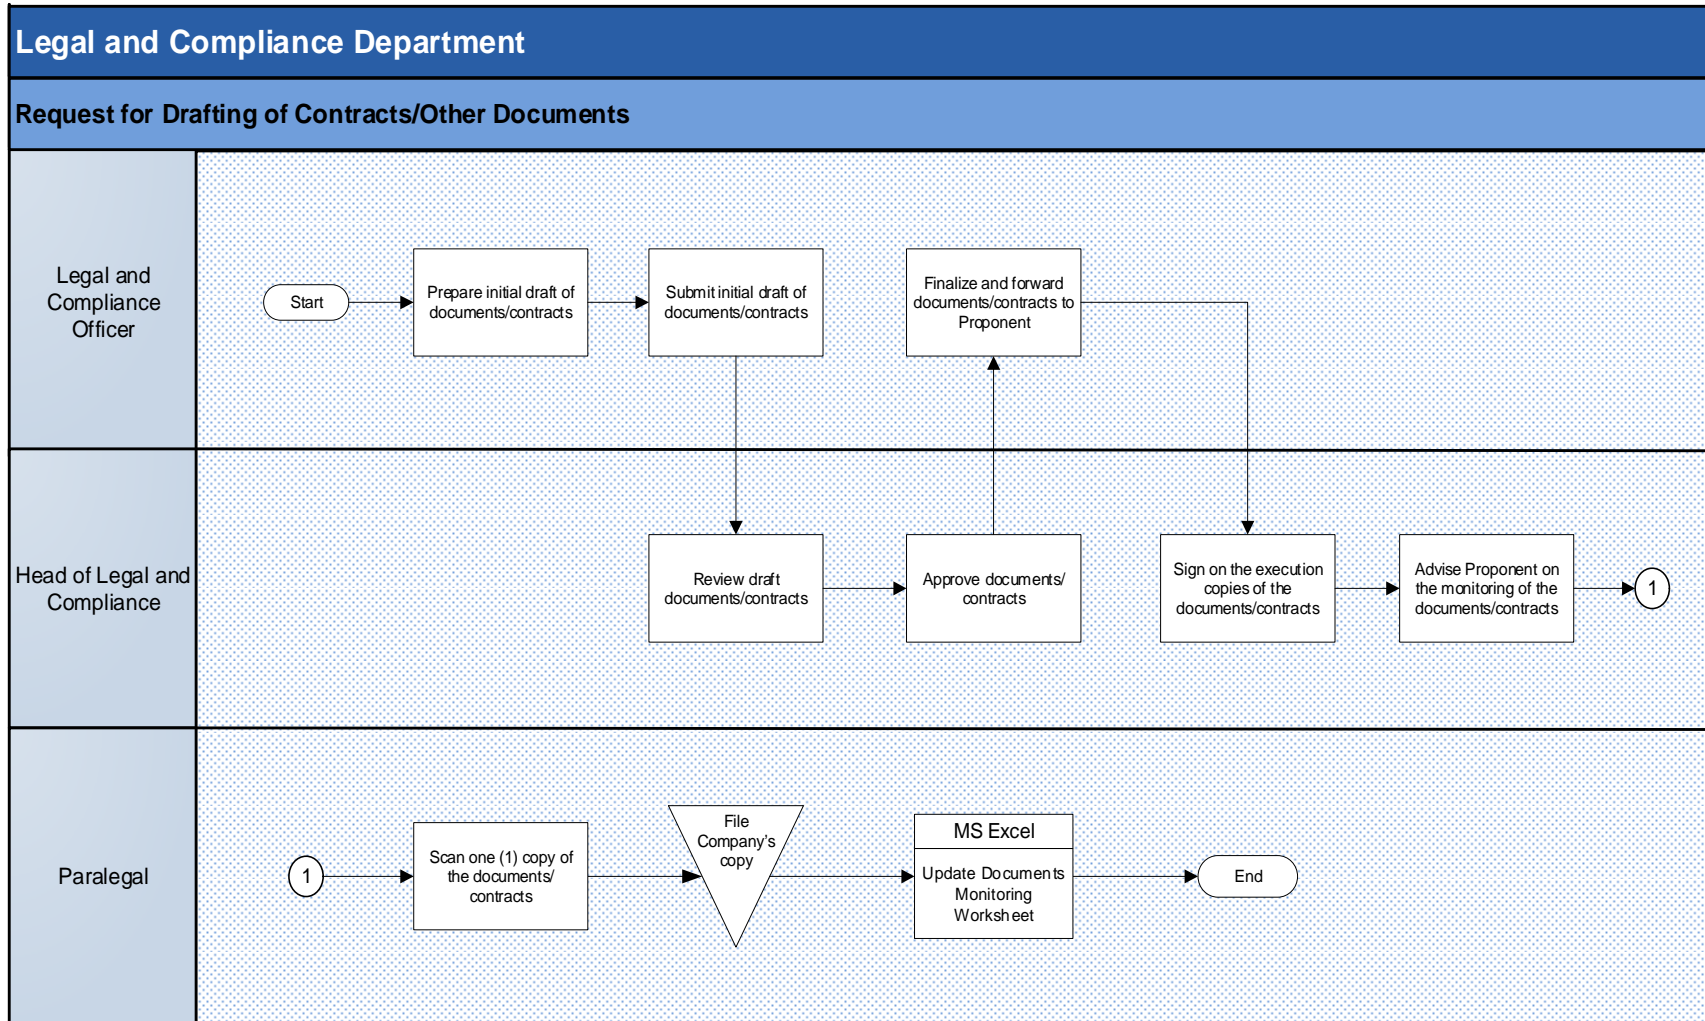 Legal and Compliance Department
Request for Drafting of Contracts/Other Documents
Legal and
Compliance
Officer
Start
Prepare initial draft of
documents/contracts
Submit initial draft of
documents/contracts
Finalize and forward
documents/contracts to
Proponent
Head of Legal and
Compliance
Review draft
documents/contracts
Approve documents/
contracts
Sign on the execution
copies of the
documents/contracts
Advise Proponent on
the monitoring of the
documents/contracts
1
Paralegal
1
Scan one (1) copy of
the documents/
contracts
File
Company's
copy
MS Excel
Update Documents
Monitoring
Worksheet
End